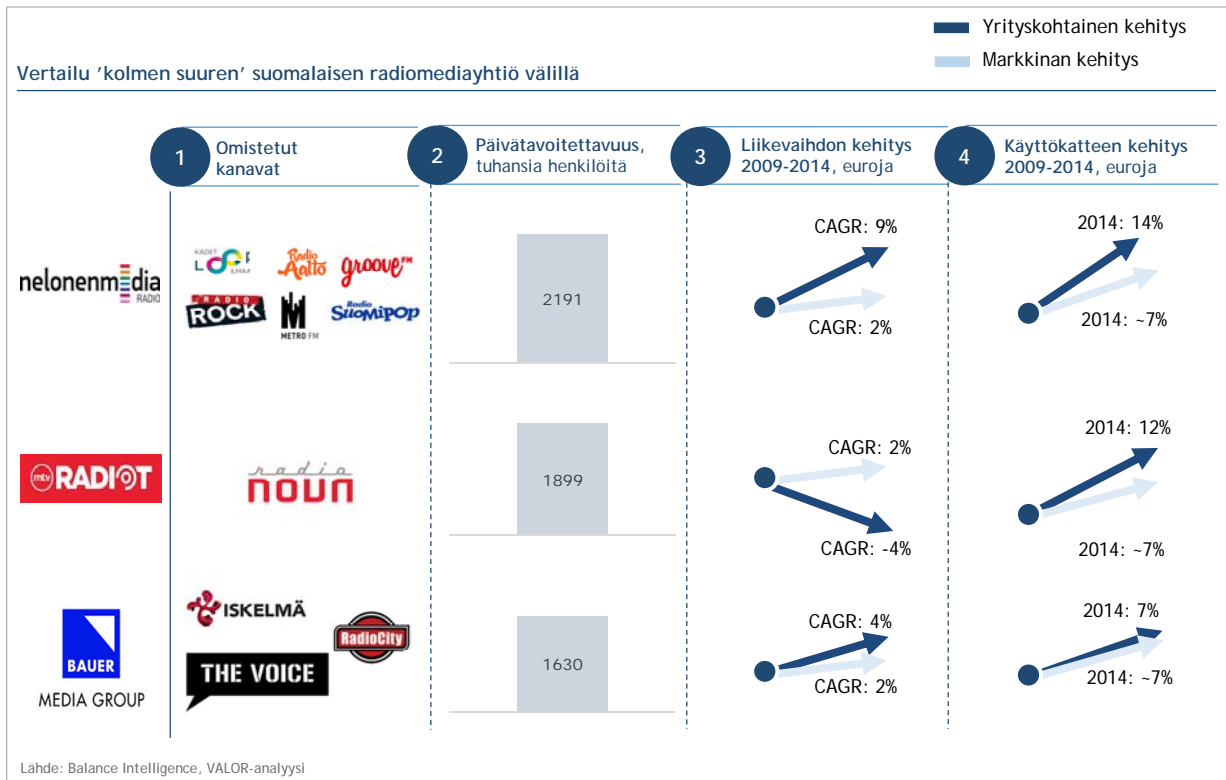 Yrityskohtainen kehitys
Markkinan kehitys
Vertailu 'kolmen suuren' suomalaisen radiomediayhtiö välillä
1
Omistetut
kanavat
2
Päivätavoitettavuus,
tuhansia henkilöitä
3
Liikevaihdon kehitys
2009-2014, euroja
4
Käyttökatteen kehitys
2009-2014, euroja
nelonenmedia
RADIO
KADET
Radio
Aalto
grooveFM
RADIO
ROCK
METRO FM
Radio
SuomiPOP
2191
CAGR: 9%
CAGR: 2%
2014: 14%
2014: ~7%
mtv RADIOT
radio
nova
1899
CAGR: 2%
CAGR: -4%
2014: 12%
2014: ~7%
BAUER
MEDIA GROUP
ISKELMÄ
RadioCity
THE VOICE
1630
CAGR: 4%
CAGR: 2%
2014: 7%
2014: ~7%
Lähde: Balance Intelligence, VALOR-analyysi